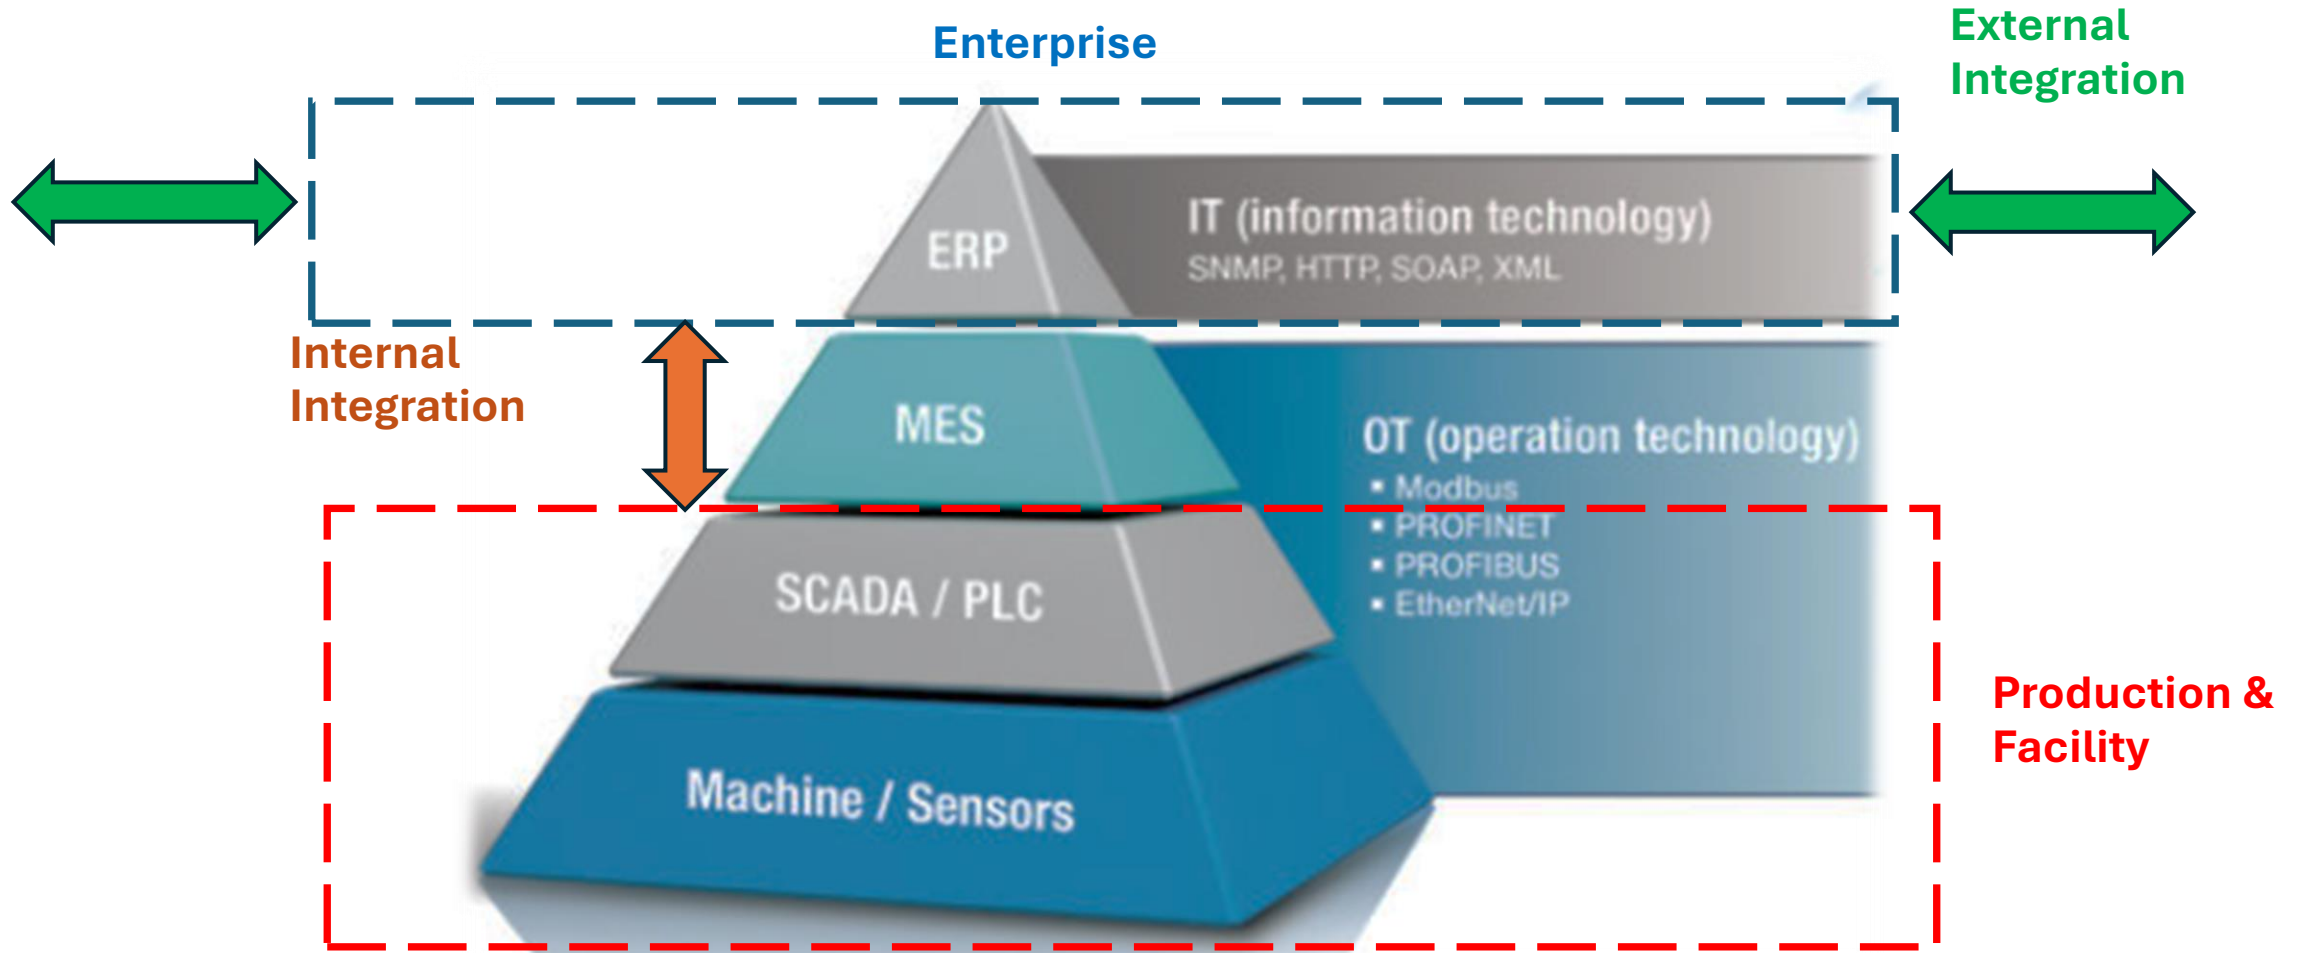 Enterprise
External
Integration
IT (information technology)
SNMP, HTTP, SOAP, XML
ERP
Internal
Integration
MES
OT (operation technology)
▪ Modbus
▪ PROFINET
▪ PROFIBUS
▪ EtherNet/IP
SCADA / PLC
Production &
Facility
Machine / Sensors